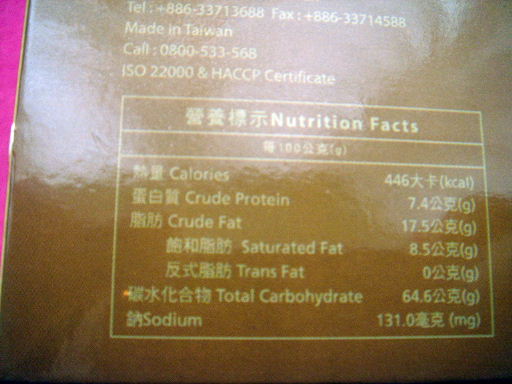 Tel : +886-33713688 Fax : +886-33714588
Made in Taiwan
Call : 0800-533-568
ISO 22000 & HACCP Certificate
營養標示Nutrition Facts
每100公克(g)
熱量 Calories 446大卡(kcal)
蛋白質 Crude Protein 7.4公克(g)
脂肪 Crude Fat 17.5公克(g)
飽和脂肪 Saturated Fat 8.5公克(g)
反式脂肪 Trans Fat 0公克(g)
碳水化合物 Total Carbohydrate 64.6公克(g)
鈉Sodium 131.0毫克 (mg)